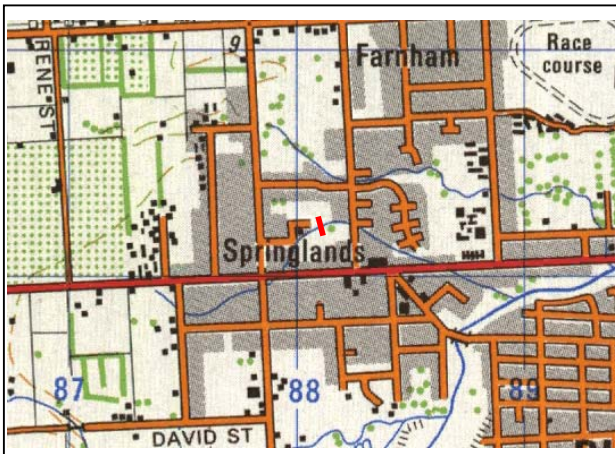 RENE ST
9
Farnham
Race
course
Springlands
87
88
89
DAVID ST